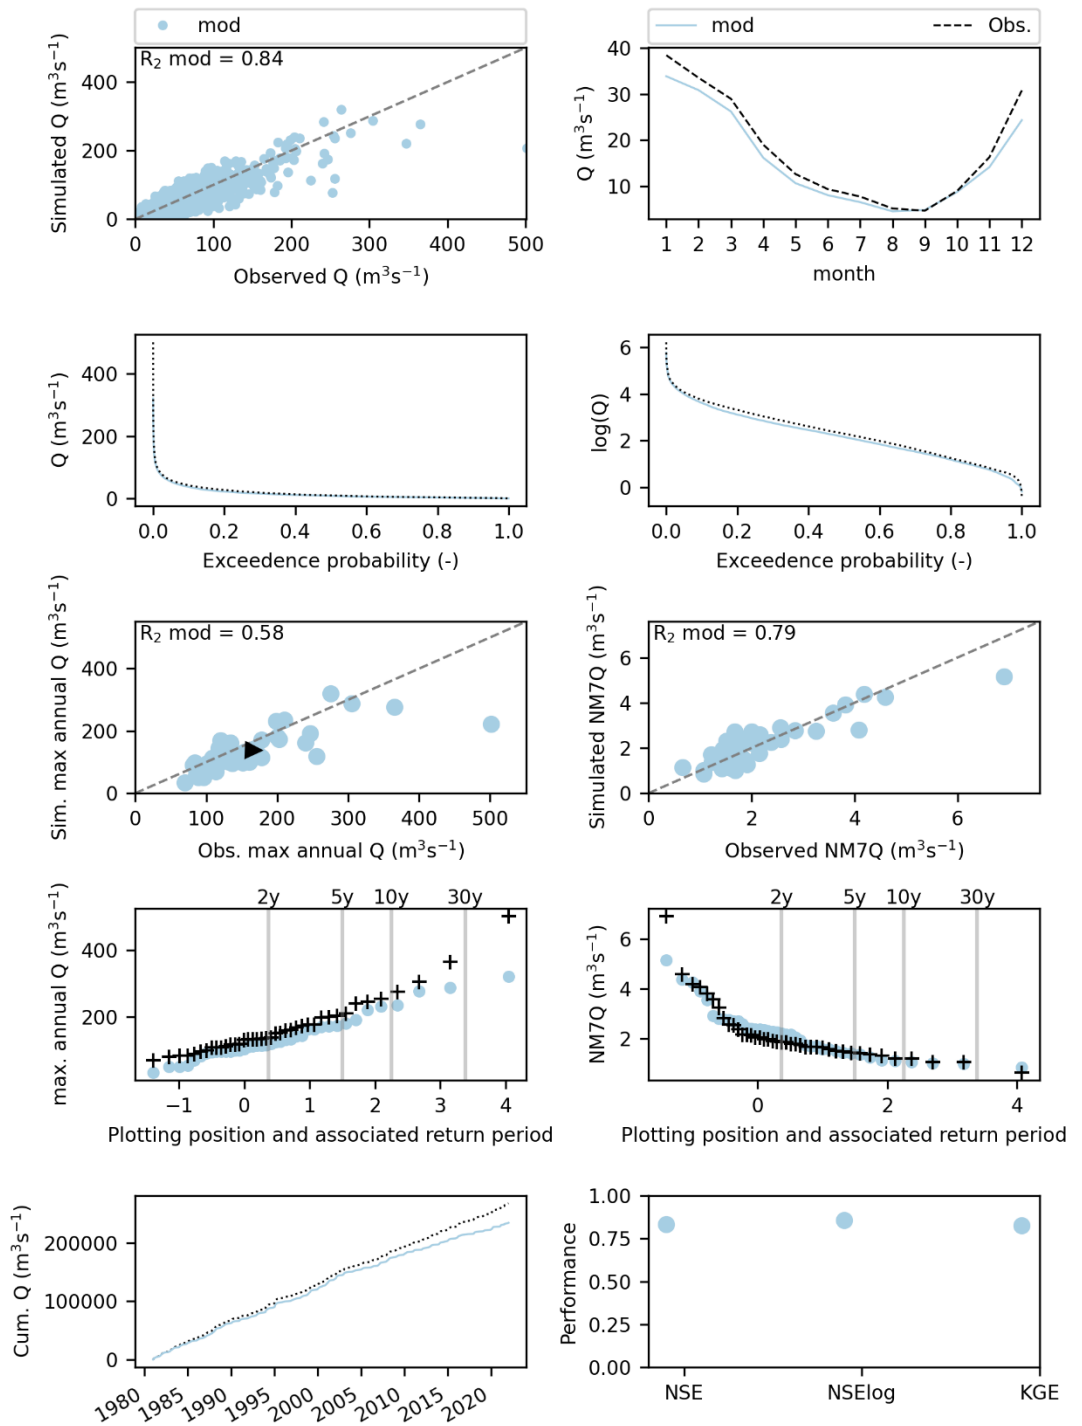 mod
R₂ mod = 0.84
Simulated Q (m³s⁻¹)
400
200
0
0 100 200 300 400 500
Observed Q (m³s⁻¹)
mod Obs.
Q (m³s⁻¹)
40
30
20
10
1 2 3 4 5 6 7 8 9 10 11 12
month
Q (m³s⁻¹)
400
200
0
0.0 0.2 0.4 0.6 0.8 1.0
Exceedence probability (-)
log(Q)
6
4
2
0
0.0 0.2 0.4 0.6 0.8 1.0
Exceedence probability (-)
R₂ mod = 0.58
Sim. max annual Q (m³s⁻¹)
400
200
0
0 100 200 300 400 500
Obs. max annual Q (m³s⁻¹)
R₂ mod = 0.79
Simulated NM7Q (m³s⁻¹)
6
4
2
0
0 2 4 6
Observed NM7Q (m³s⁻¹)
2y 5y 10y 30y
max. annual Q (m³s⁻¹)
400
200
−1 0 1 2 3 4
Plotting position and associated return period
2y 5y 10y 30y
NM7Q (m³s⁻¹)
6
4
2
0 2 4
Plotting position and associated return period
Cum. Q (m³s⁻¹)
200000
100000
0
1980 1985 1990 1995 2000 2005 2010 2015 2020
Performance
1.00
0.75
0.50
0.25
0.00
NSE NSElog KGE